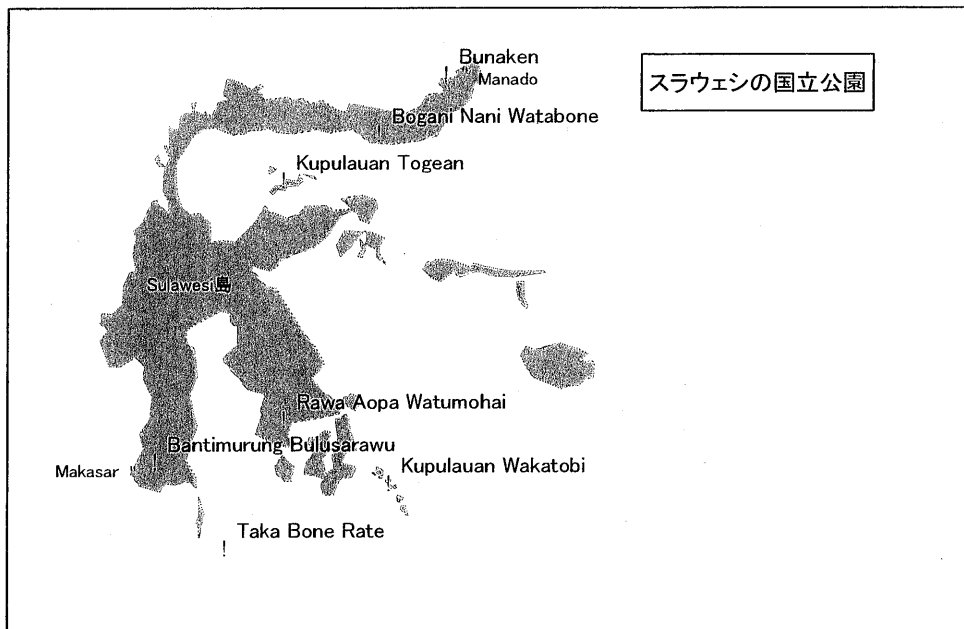 Bunaken
Manado
スラウェシの国立公園
Bogani Nani Watabone
Kupulauan Togean
Sulawesi島
Rawa Aopa Watumohai
Bantimurung Bulusarawu
Makasar
Kupulauan Wakatobi
Taka Bone Rate